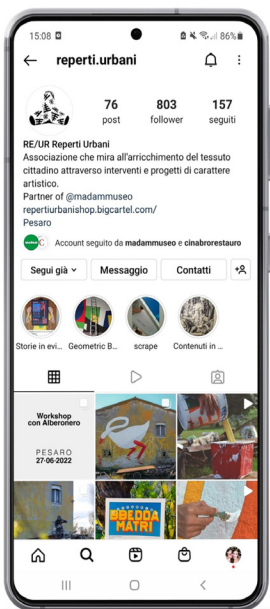 15:08
86%
reperti.urbani
76 803 157
post follower seguiti
RE/UR Reperti Urbani
Associazione che mira all'arricchimento del tessuto
cittadino attraverso interventi e progetti di carattere
artistico.
Partner of @madammuseo
repertiurbanishop.bigcartel.com/
Pesaro
Account seguito da madammuseo e cinabrorestauro
Segui già Messaggio Contatti
Storie in evi... Geometric B... scrape Contenuti in ...
Workshop
con Alberonero
PESARO
27-06-2022
BBEDDA
MATRI